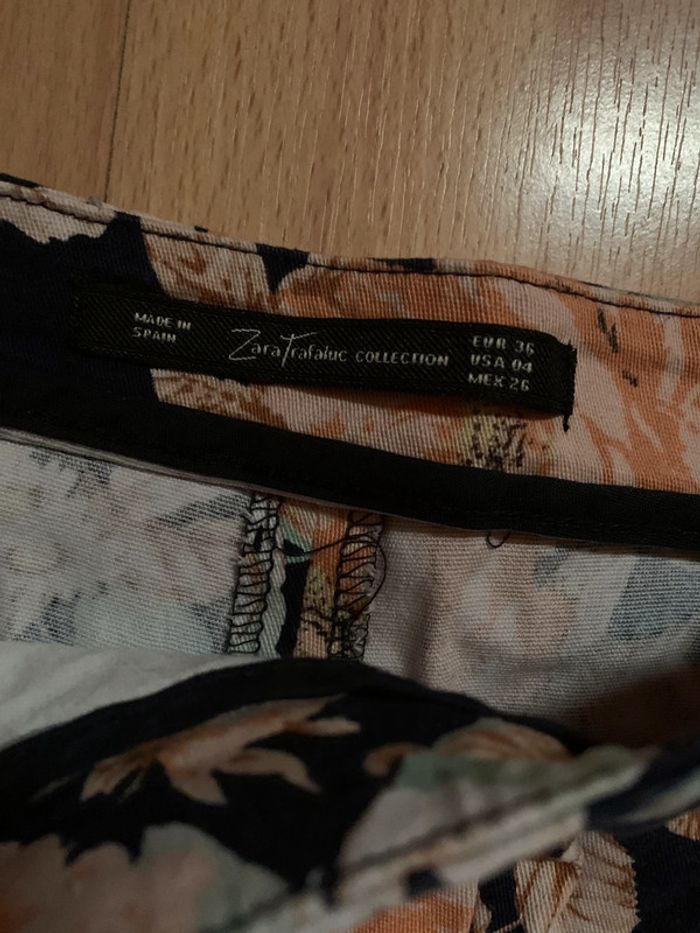 MADE IN
SPAIN
Zara Trafaluc COLLECTION
EUR 36
USA 04
MEX 26